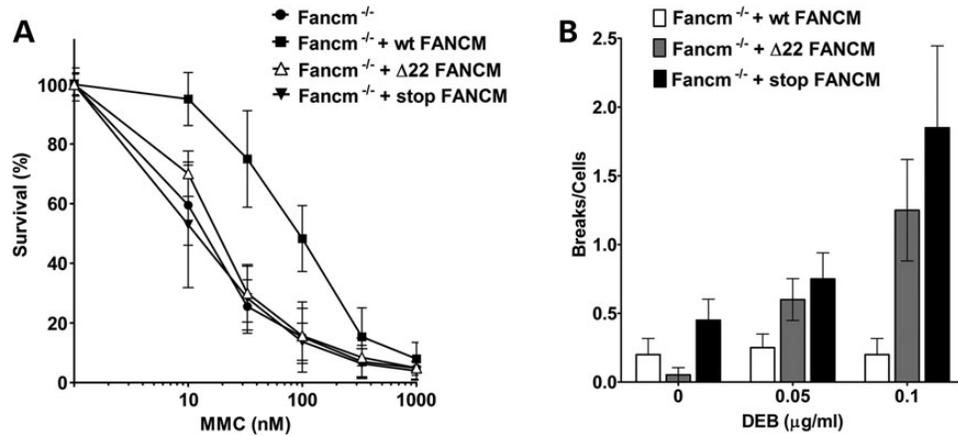 A
Fancm -/-
Fancm -/- + wt FANCM
Fancm -/- + Δ22 FANCM
Fancm -/- + stop FANCM
Survival (%)
100
80
60
40
20
0
10
100
1000
MMC (nM)
B
Fancm -/- + wt FANCM
Fancm -/- + Δ22 FANCM
Fancm -/- + stop FANCM
Breaks/Cells
2.5
2.0
1.5
1.0
0.5
0.0
0
0.05
0.1
DEB (μg/ml)